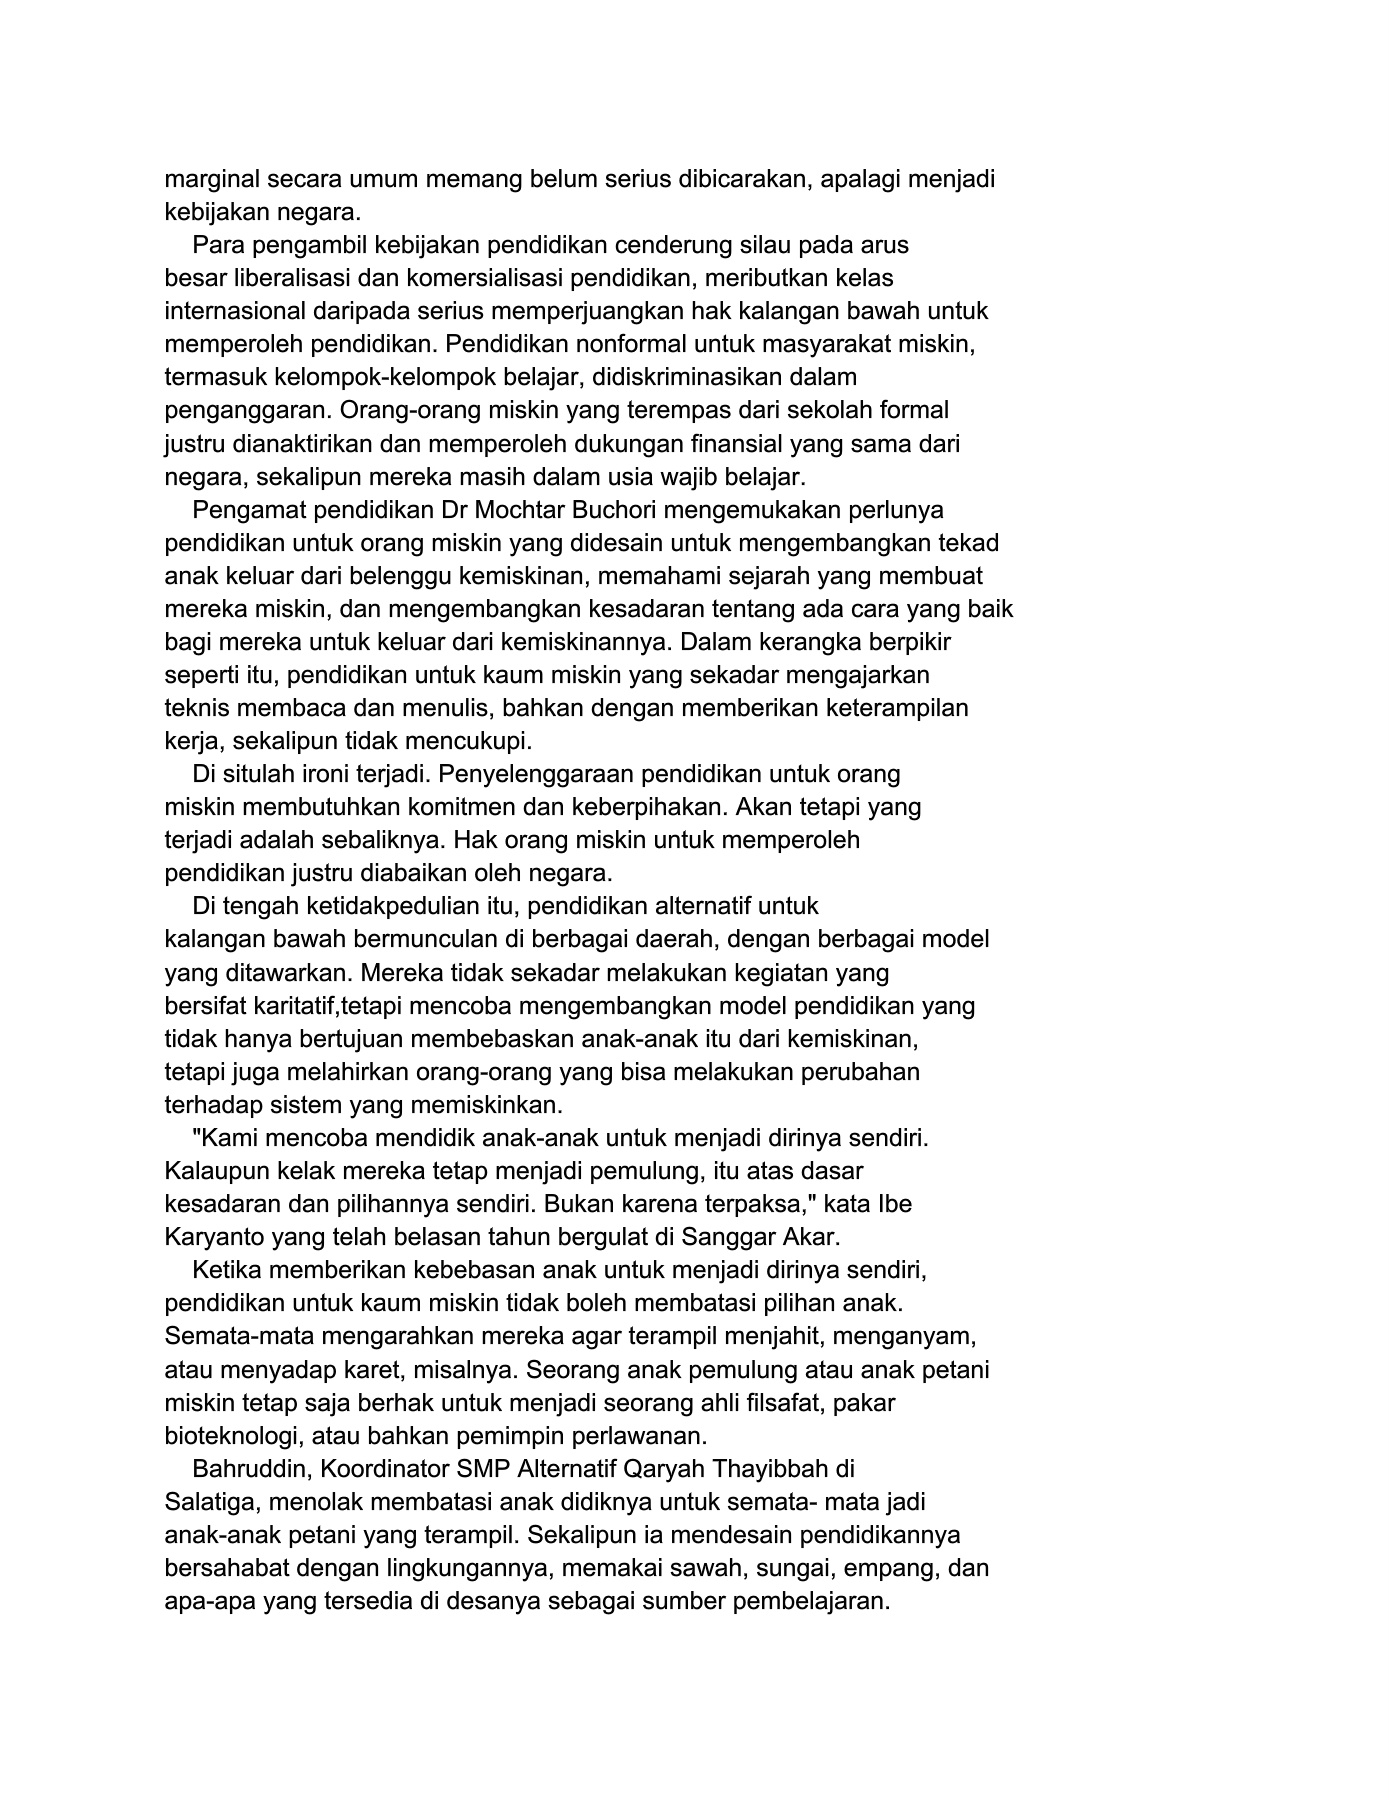 marginal secara umum memang belum serius dibicarakan, apalagi menjadi
kebijakan negara.
Para pengambil kebijakan pendidikan cenderung silau pada arus
besar liberalisasi dan komersialisasi pendidikan, meributkan kelas
internasional daripada serius memperjuangkan hak kalangan bawah untuk
memperoleh pendidikan. Pendidikan nonformal untuk masyarakat miskin,
termasuk kelompok-kelompok belajar, didiskriminasikan dalam
penganggaran. Orang-orang miskin yang terempas dari sekolah formal
justru dianaktirikan dan memperoleh dukungan finansial yang sama dari
negara, sekalipun mereka masih dalam usia wajib belajar.
Pengamat pendidikan Dr Mochtar Buchori mengemukakan perlunya
pendidikan untuk orang miskin yang didesain untuk mengembangkan tekad
anak keluar dari belenggu kemiskinan, memahami sejarah yang membuat
mereka miskin, dan mengembangkan kesadaran tentang ada cara yang baik
bagi mereka untuk keluar dari kemiskinannya. Dalam kerangka berpikir
seperti itu, pendidikan untuk kaum miskin yang sekadar mengajarkan
teknis membaca dan menulis, bahkan dengan memberikan keterampilan
kerja, sekalipun tidak mencukupi.
Di situlah ironi terjadi. Penyelenggaraan pendidikan untuk orang
miskin membutuhkan komitmen dan keberpihakan. Akan tetapi yang
terjadi adalah sebaliknya. Hak orang miskin untuk memperoleh
pendidikan justru diabaikan oleh negara.
Di tengah ketidakpedulian itu, pendidikan alternatif untuk
kalangan bawah bermunculan di berbagai daerah, dengan berbagai model
yang ditawarkan. Mereka tidak sekadar melakukan kegiatan yang
bersifat karitatif,tetapi mencoba mengembangkan model pendidikan yang
tidak hanya bertujuan membebaskan anak-anak itu dari kemiskinan,
tetapi juga melahirkan orang-orang yang bisa melakukan perubahan
terhadap sistem yang memiskinkan.
"Kami mencoba mendidik anak-anak untuk menjadi dirinya sendiri.
Kalaupun kelak mereka tetap menjadi pemulung, itu atas dasar
kesadaran dan pilihannya sendiri. Bukan karena terpaksa," kata Ibe
Karyanto yang telah belasan tahun bergulat di Sanggar Akar.
Ketika memberikan kebebasan anak untuk menjadi dirinya sendiri,
pendidikan untuk kaum miskin tidak boleh membatasi pilihan anak.
Semata-mata mengarahkan mereka agar terampil menjahit, menganyam,
atau menyadap karet, misalnya. Seorang anak pemulung atau anak petani
miskin tetap saja berhak untuk menjadi seorang ahli filsafat, pakar
bioteknologi, atau bahkan pemimpin perlawanan.
Bahruddin, Koordinator SMP Alternatif Qaryah Thayibbah di
Salatiga, menolak membatasi anak didiknya untuk semata- mata jadi
anak-anak petani yang terampil. Sekalipun ia mendesain pendidikannya
bersahabat dengan lingkungannya, memakai sawah, sungai, empang, dan
apa-apa yang tersedia di desanya sebagai sumber pembelajaran.